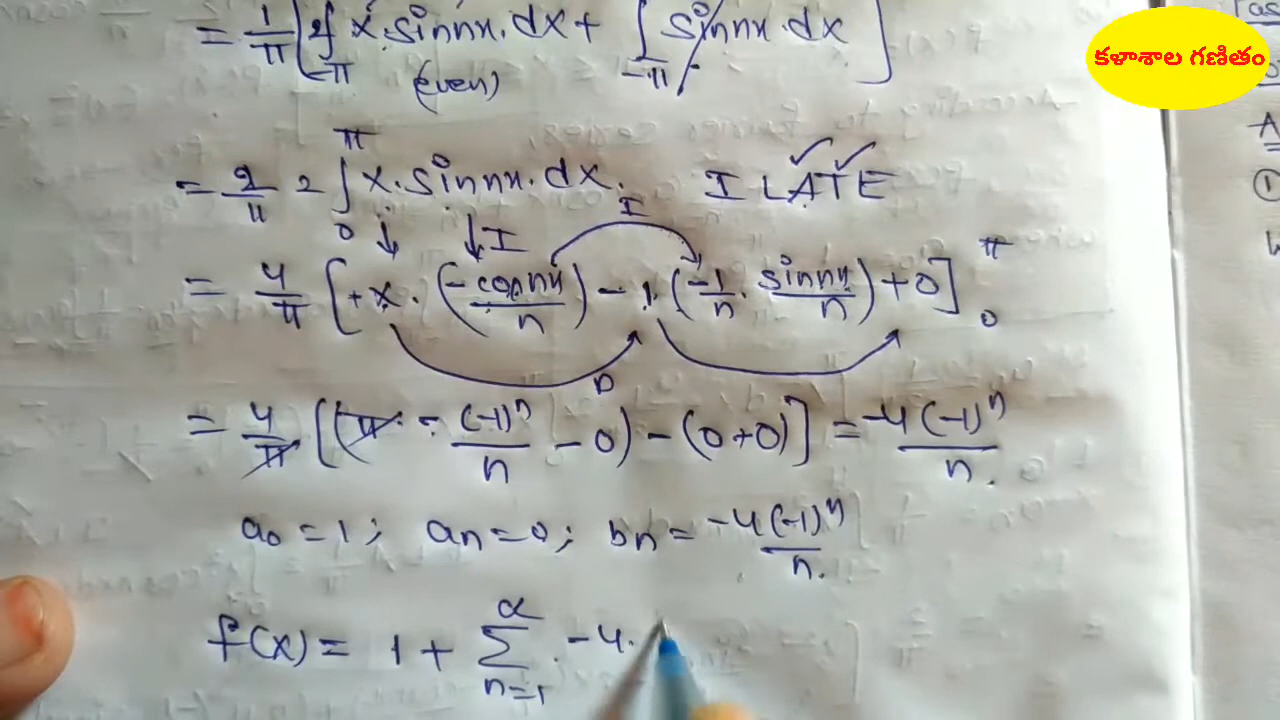 = 1/π [2∫_{-π} x.sinnx.dx + ∫_{-π} sinnx.dx]
(even)
కళాశాల గణితం
= 2/π 2∫_0^π x.sinnx.dx. I LATE
I I
= 4/π [+x.(-cosnx/n) - 1.(-1/n. sinnx/n) + 0]_0^π
D
= 4/π [(π. -(-1)^n/n - 0) - (0+0)] = -4(-1)^n/n.
a0 = 1; an = 0; bn = -4(-1)^n/n.
f(x) = 1 + ∑_{n=1}^∝ -4.
A
①